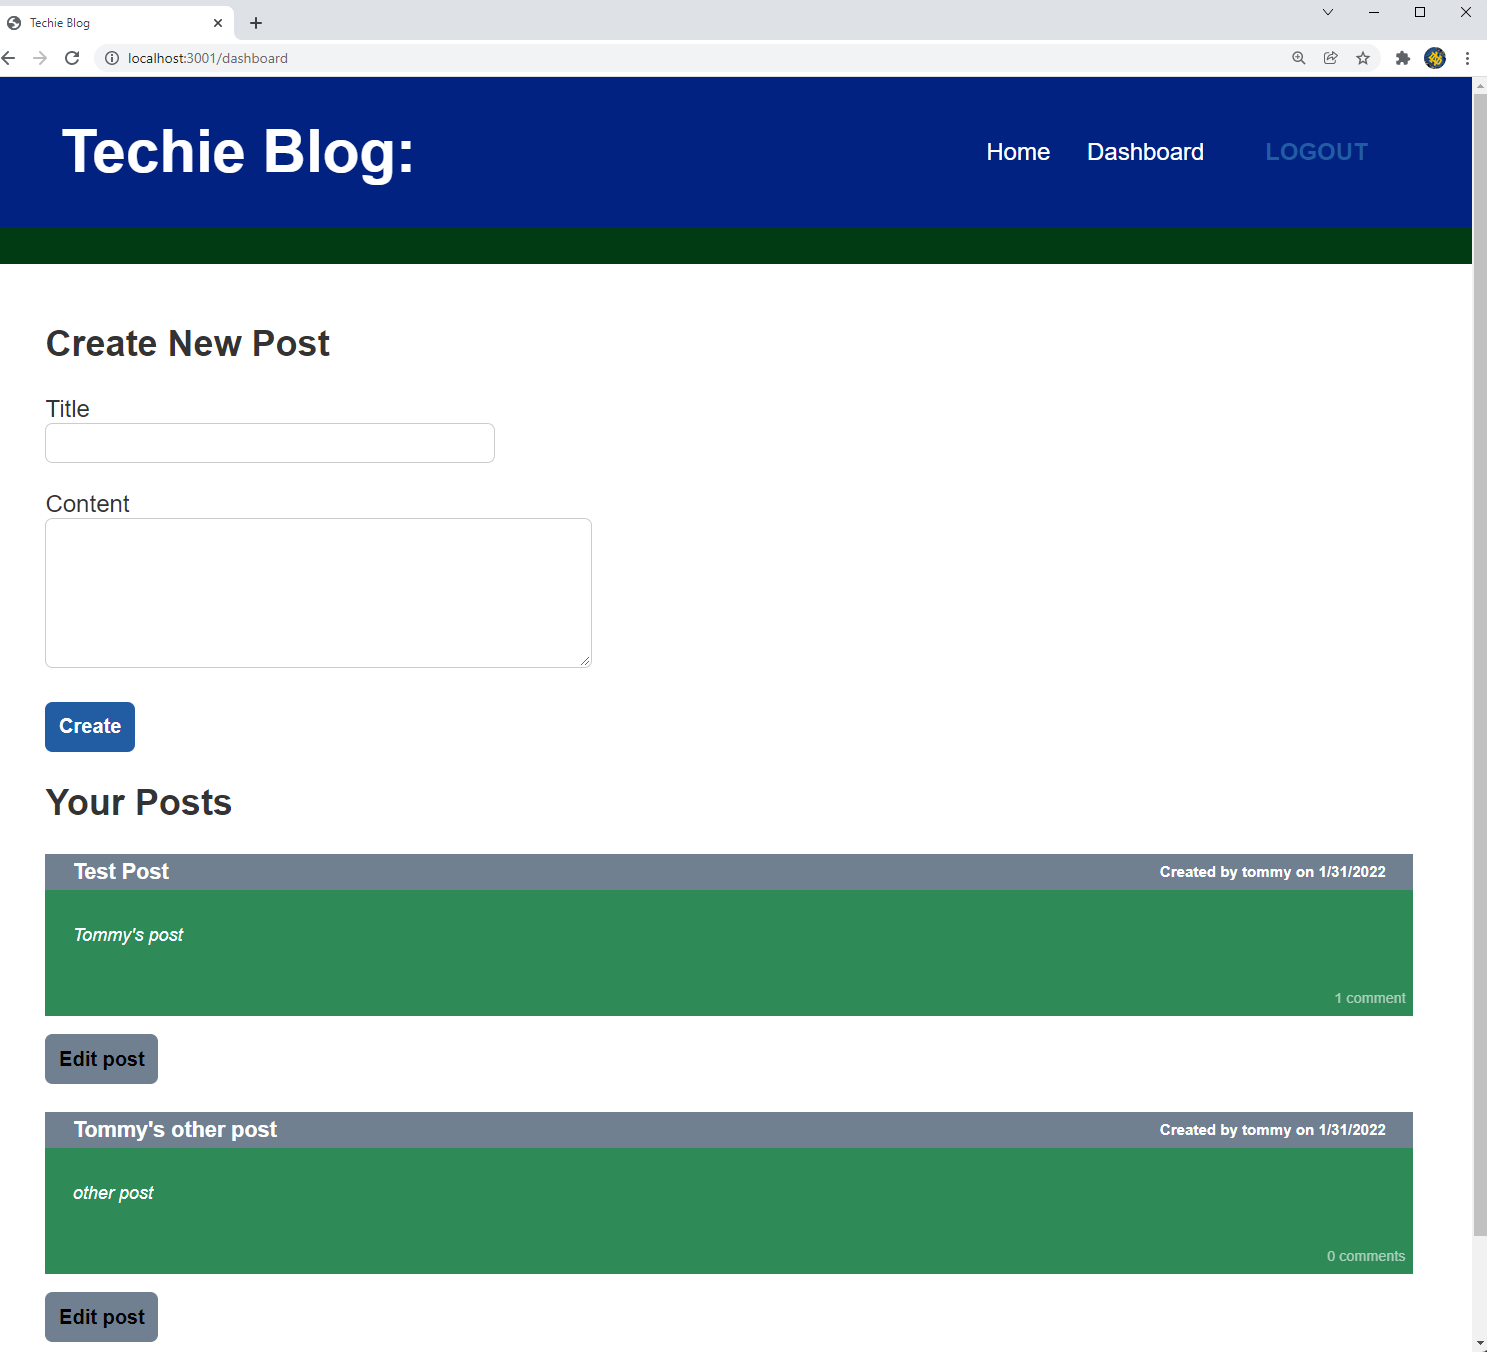 Techie Blog
localhost:3001/dashboard
Techie Blog:
Home Dashboard LOGOUT
Create New Post
Title
Content
Create
Your Posts
Test Post Created by tommy on 1/31/2022
Tommy's post
1 comment
Edit post
Tommy's other post Created by tommy on 1/31/2022
other post
0 comments
Edit post